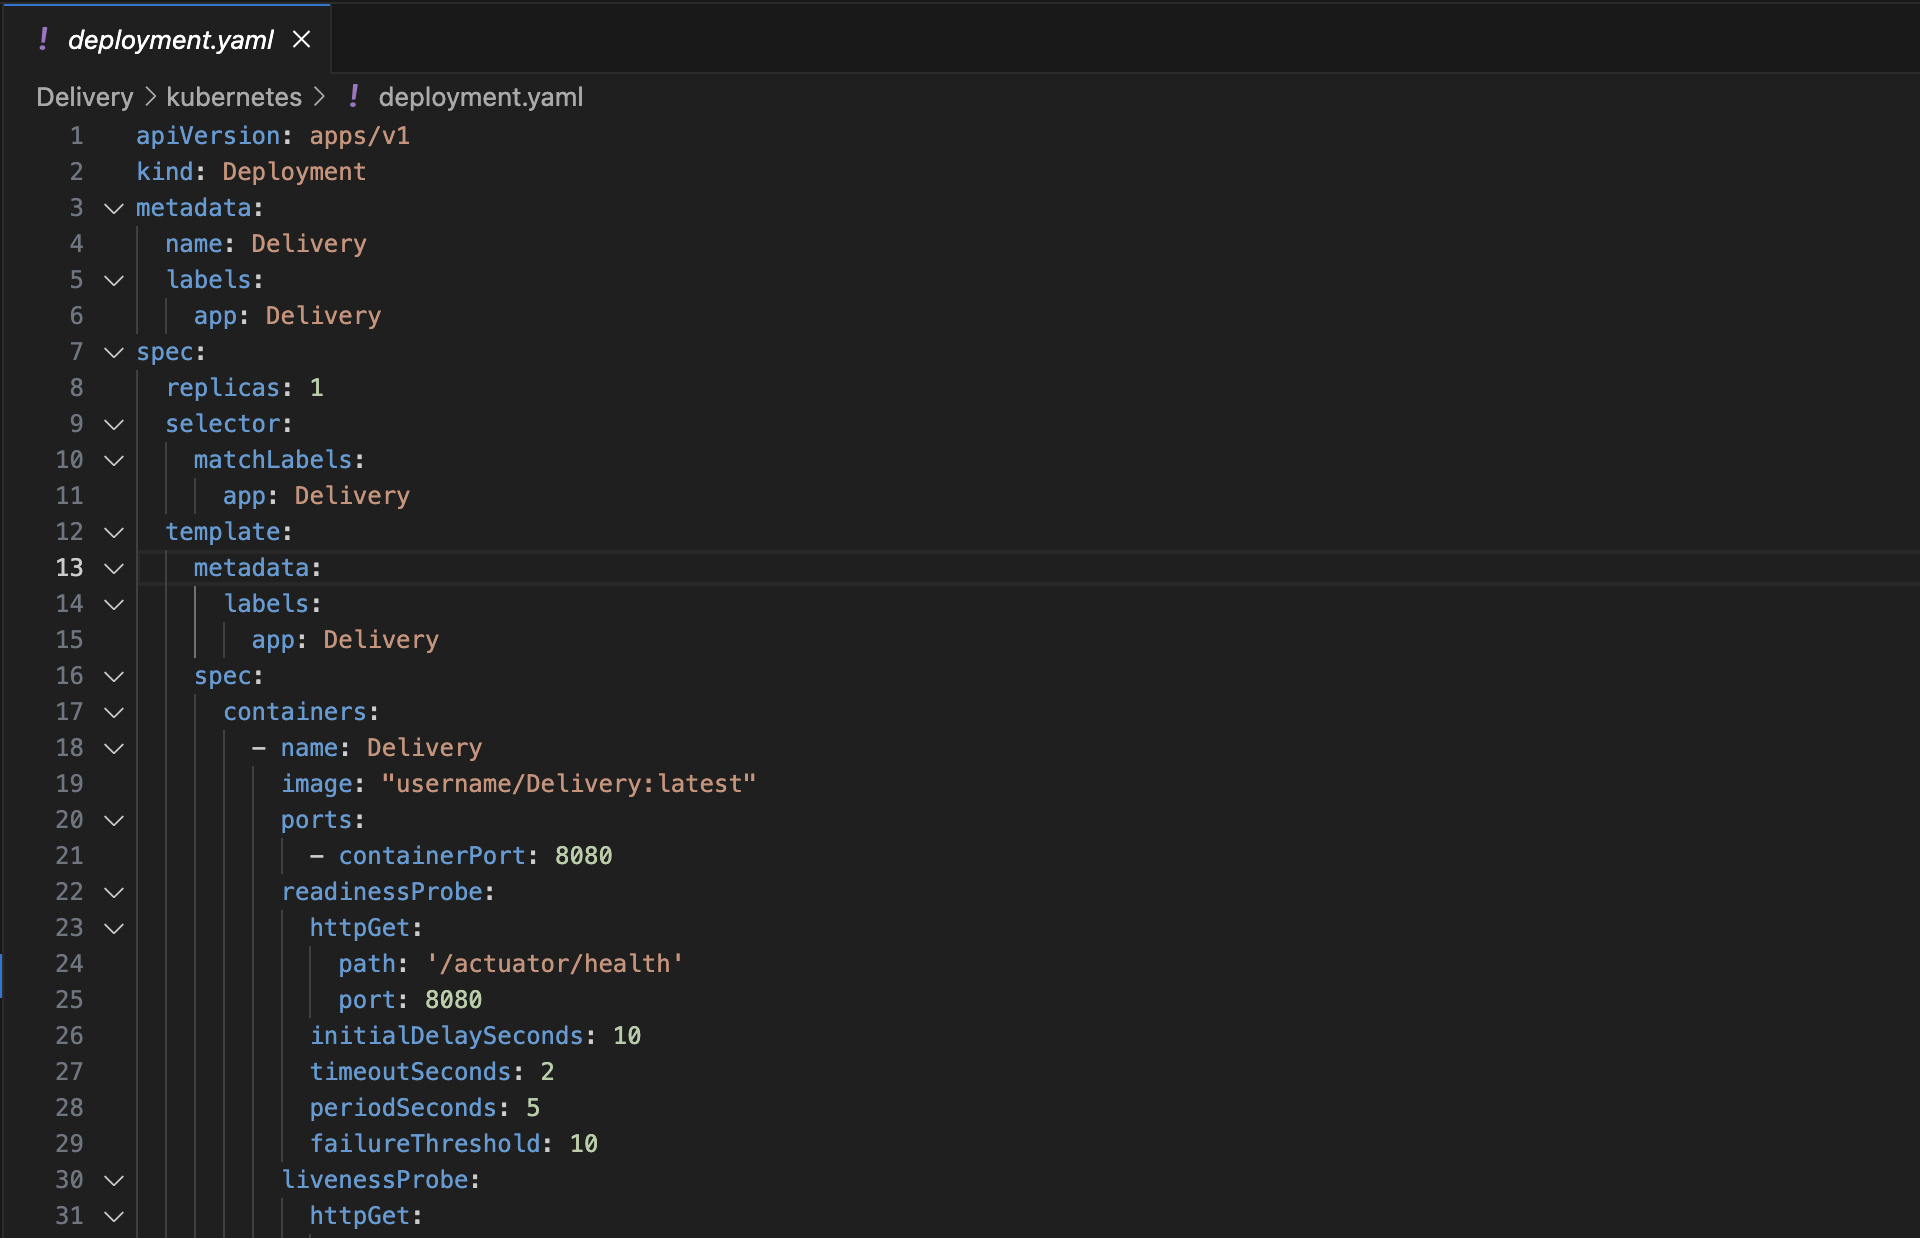 deployment.yaml
Delivery > kubernetes > ! deployment.yaml
1 apiVersion: apps/v1
2 kind: Deployment
3 metadata:
4   name: Delivery
5   labels:
6     app: Delivery
7 spec:
8   replicas: 1
9   selector:
10     matchLabels:
11       app: Delivery
12   template:
13     metadata:
14       labels:
15         app: Delivery
16     spec:
17       containers:
18         - name: Delivery
19           image: "username/Delivery:latest"
20           ports:
21             - containerPort: 8080
22           readinessProbe:
23             httpGet:
24               path: '/actuator/health'
25               port: 8080
26             initialDelaySeconds: 10
27             timeoutSeconds: 2
28             periodSeconds: 5
29             failureThreshold: 10
30           livenessProbe:
31             httpGet: